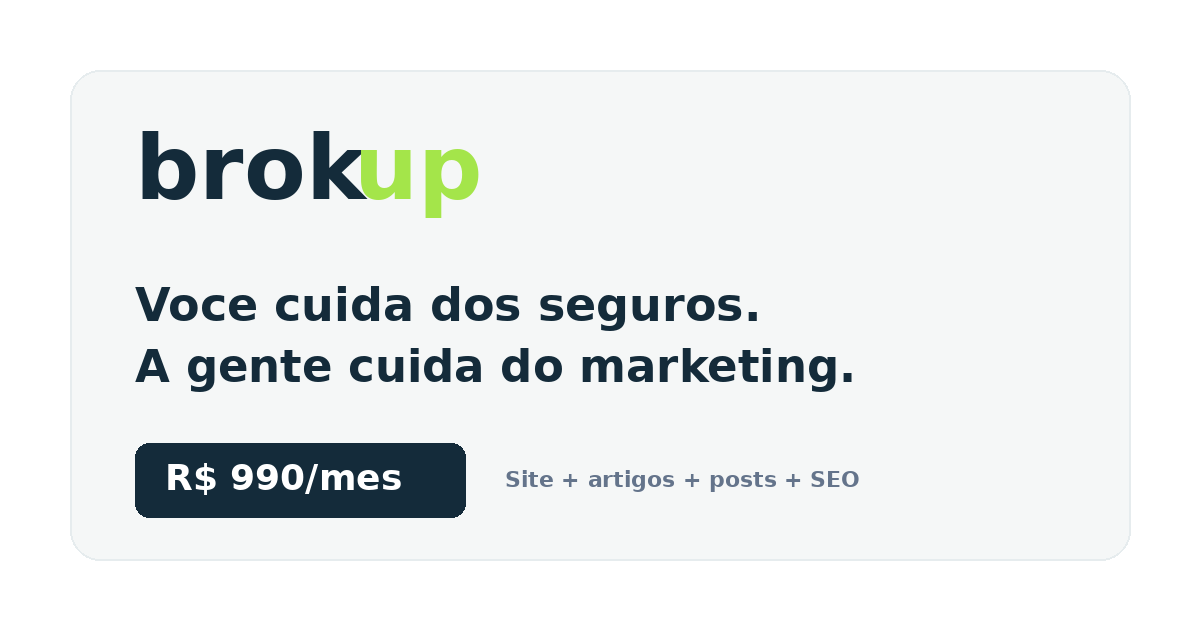 brokup
Voce cuida dos seguros.
A gente cuida do marketing.
R$ 990/mes
Site + artigos + posts + SEO